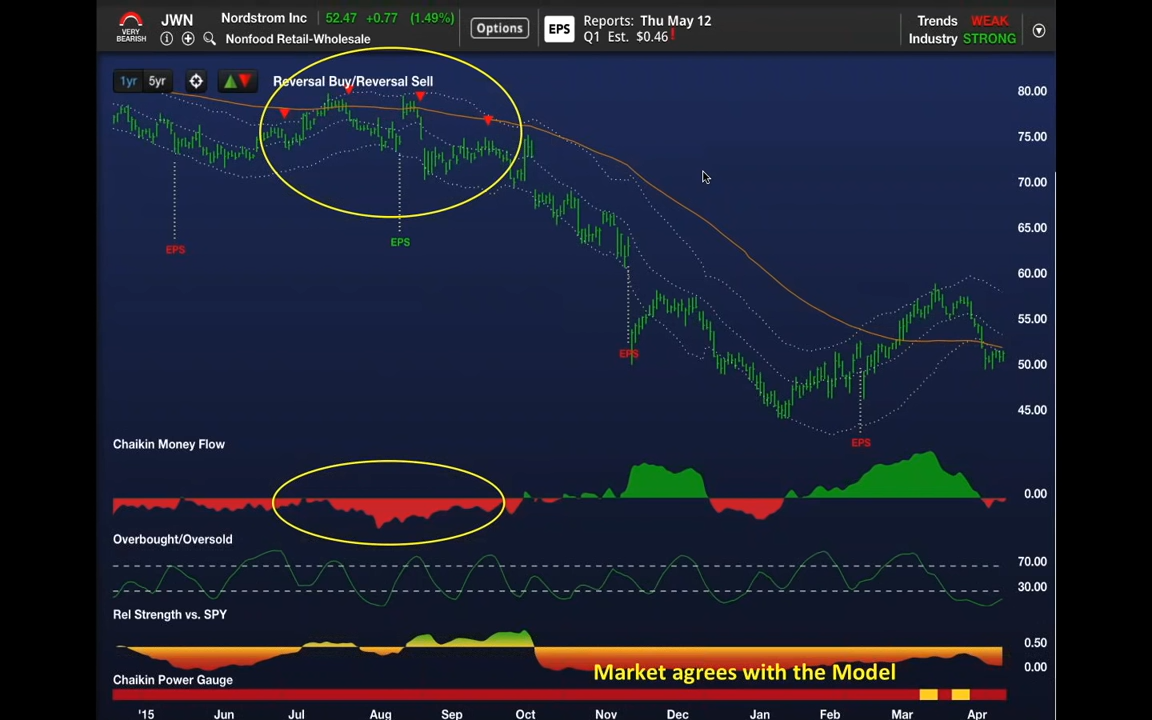 VERY
BEARISH
JWN
Nordstrom Inc 52.47 +0.77 (1.49%)
Nonfood Retail-Wholesale
Options
EPS
Reports: Thu May 12
Q1 Est. $0.46!
Trends WEAK
Industry STRONG
1yr 5yr
Reversal Buy/Reversal Sell
80.00
75.00
70.00
65.00
60.00
55.00
50.00
45.00
EPS
EPS
EPS
EPS
Chaikin Money Flow
0.00
Overbought/Oversold
70.00
30.00
Rel Strength vs. SPY
0.50
0.00
Market agrees with the Model
Chaikin Power Gauge
'15 Jun Jul Aug Sep Oct Nov Dec Jan Feb Mar Apr